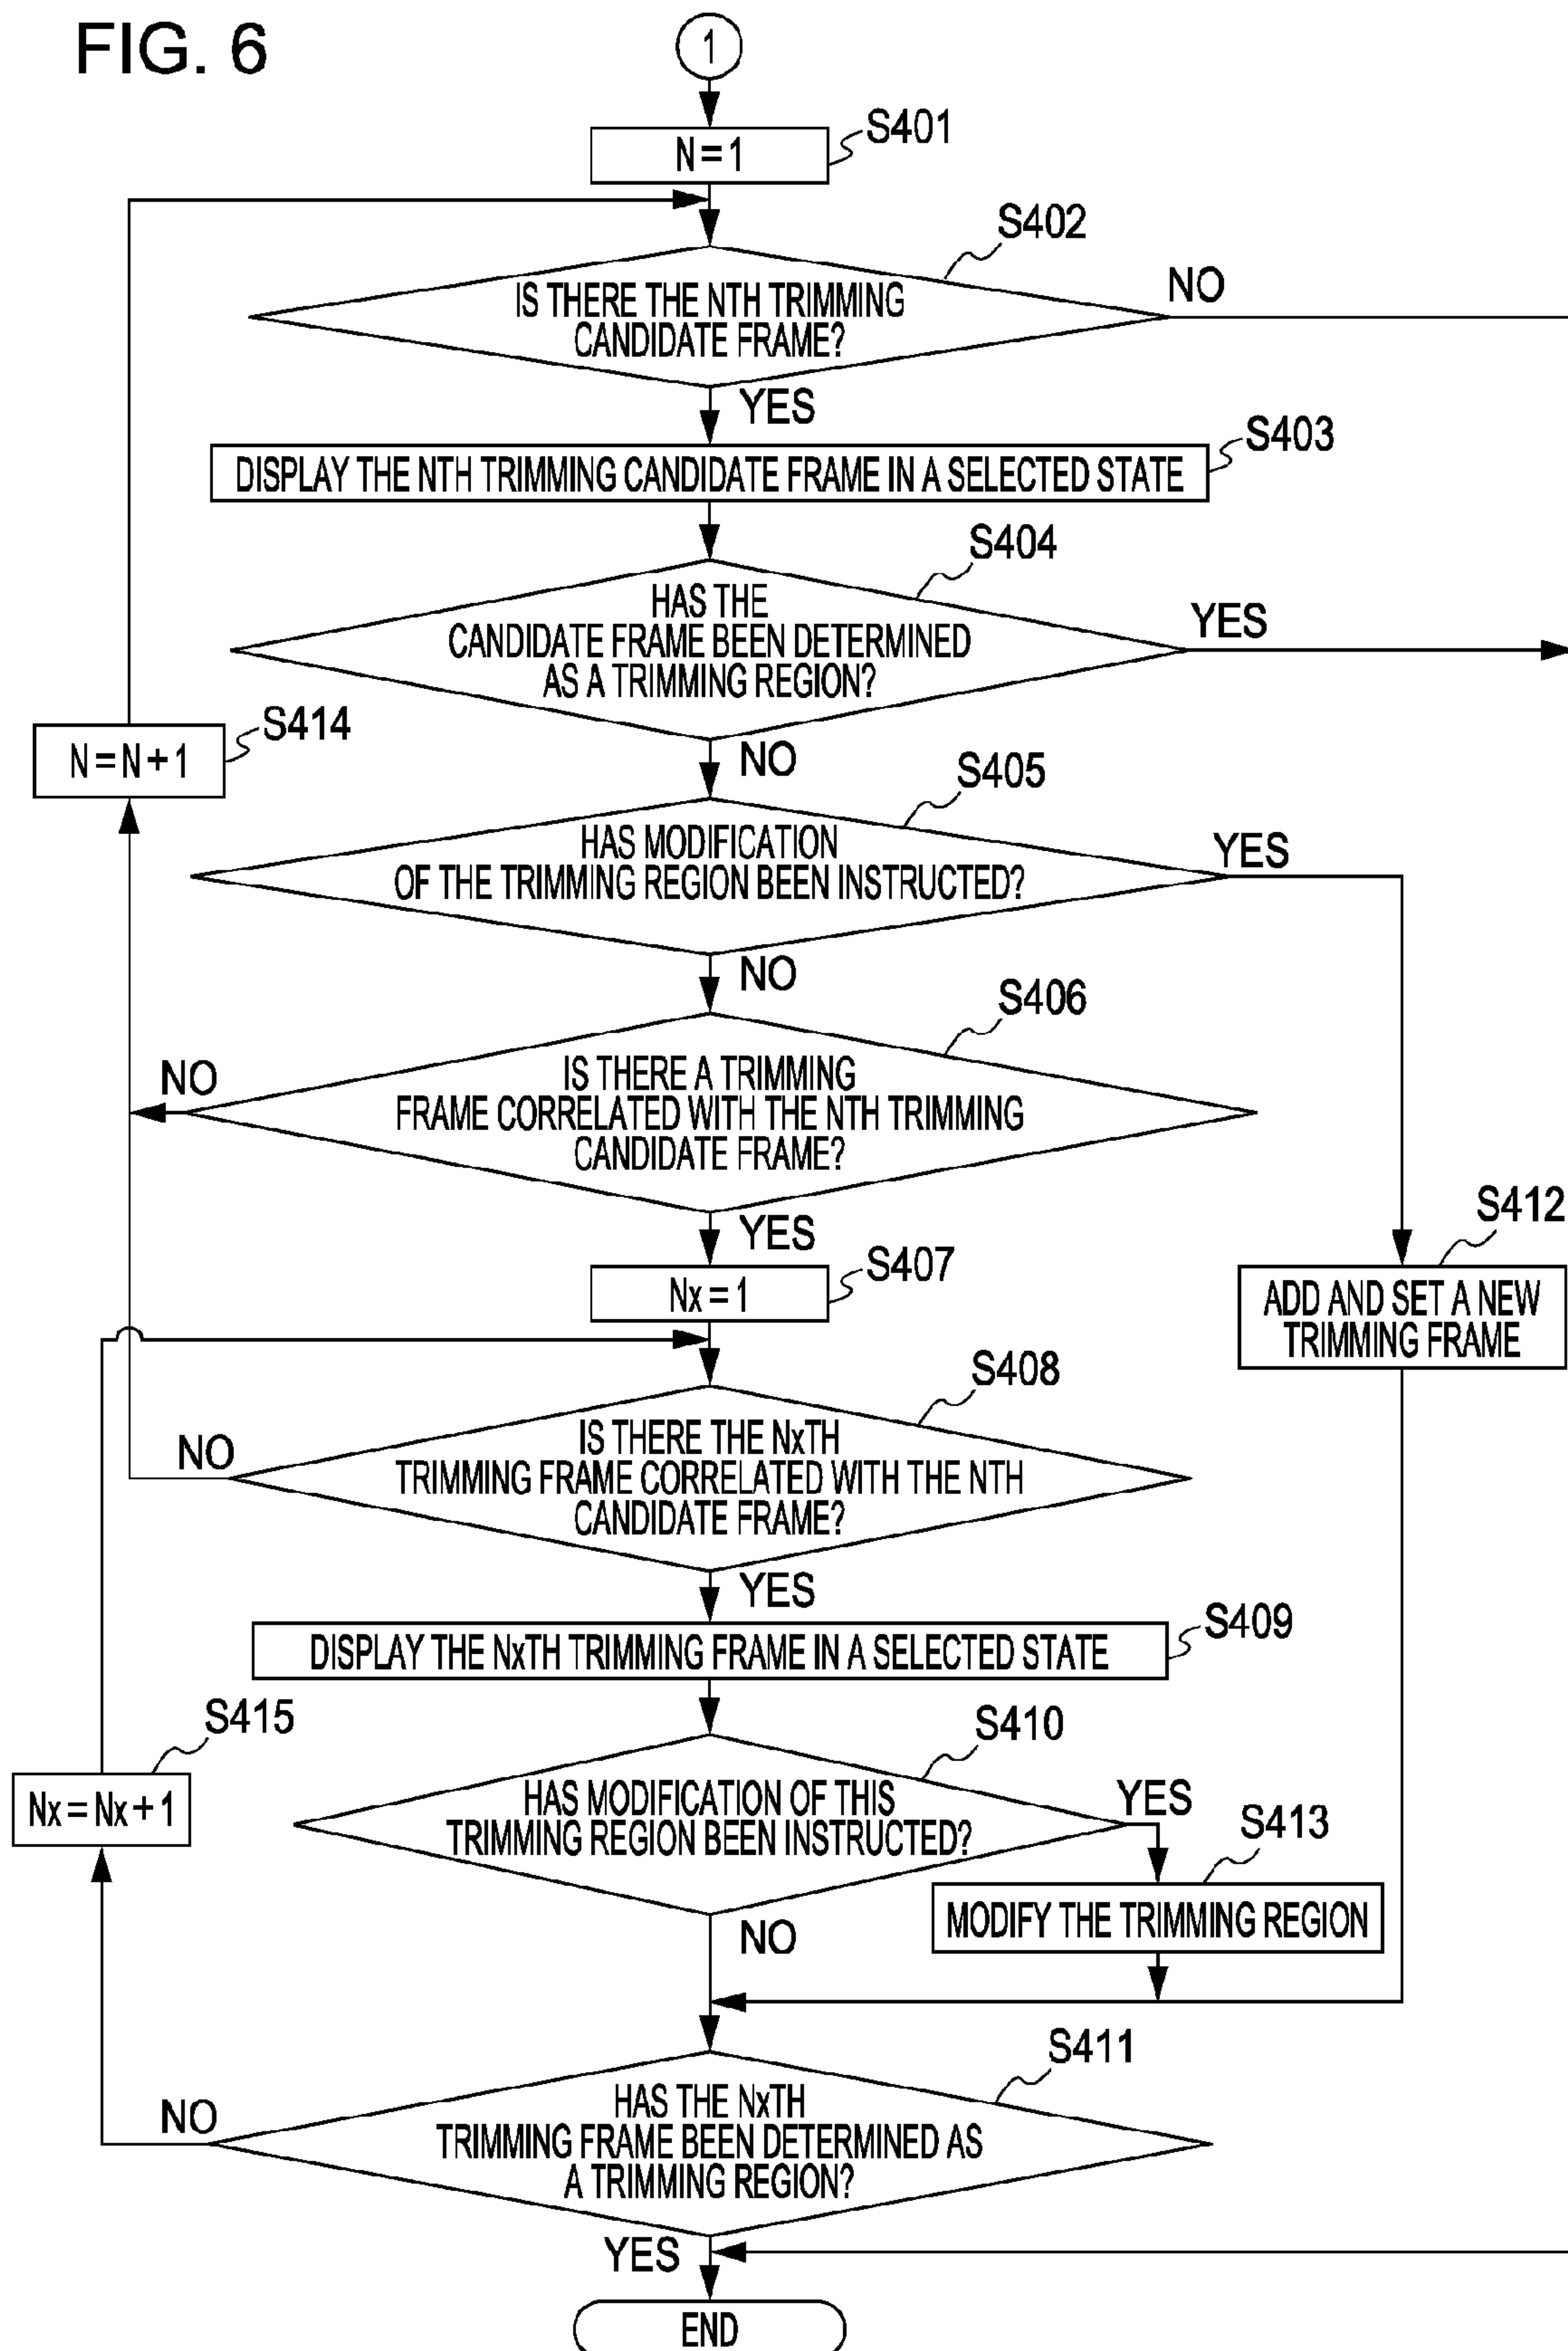 FIG. 6
1
S401
N=1
S402
IS THERE THE NTH TRIMMING
CANDIDATE FRAME?
NO
YES
S403
DISPLAY THE NTH TRIMMING CANDIDATE FRAME IN A SELECTED STATE
S404
HAS THE
CANDIDATE FRAME BEEN DETERMINED
AS A TRIMMING REGION?
YES
NO
S414
N=N+1
S405
HAS MODIFICATION
OF THE TRIMMING REGION BEEN INSTRUCTED?
YES
NO
S406
IS THERE A TRIMMING
FRAME CORRELATED WITH THE NTH TRIMMING
CANDIDATE FRAME?
NO
YES
S407
Nx=1
S412
ADD AND SET A NEW
TRIMMING FRAME
S408
IS THERE THE NxTH
TRIMMING FRAME CORRELATED WITH THE NTH
CANDIDATE FRAME?
NO
YES
S409
DISPLAY THE NxTH TRIMMING FRAME IN A SELECTED STATE
S415
Nx=Nx+1
S410
HAS MODIFICATION OF THIS
TRIMMING REGION BEEN INSTRUCTED?
YES
S413
MODIFY THE TRIMMING REGION
NO
S411
HAS THE NxTH
TRIMMING FRAME BEEN DETERMINED AS
A TRIMMING REGION?
NO
YES
END